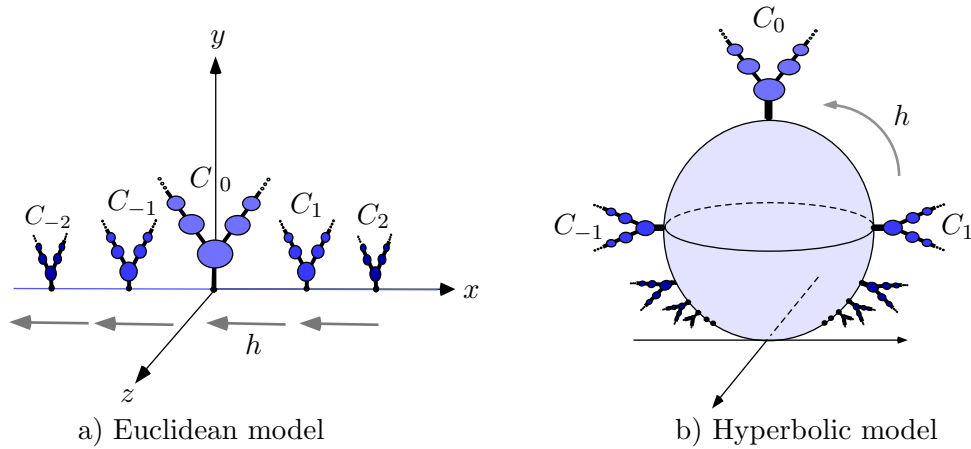 y
C_0
C_{-2}
C_{-1}
C_1
C_2
x
h
z
a) Euclidean model
C_0
h
C_{-1}
C_1
b) Hyperbolic model